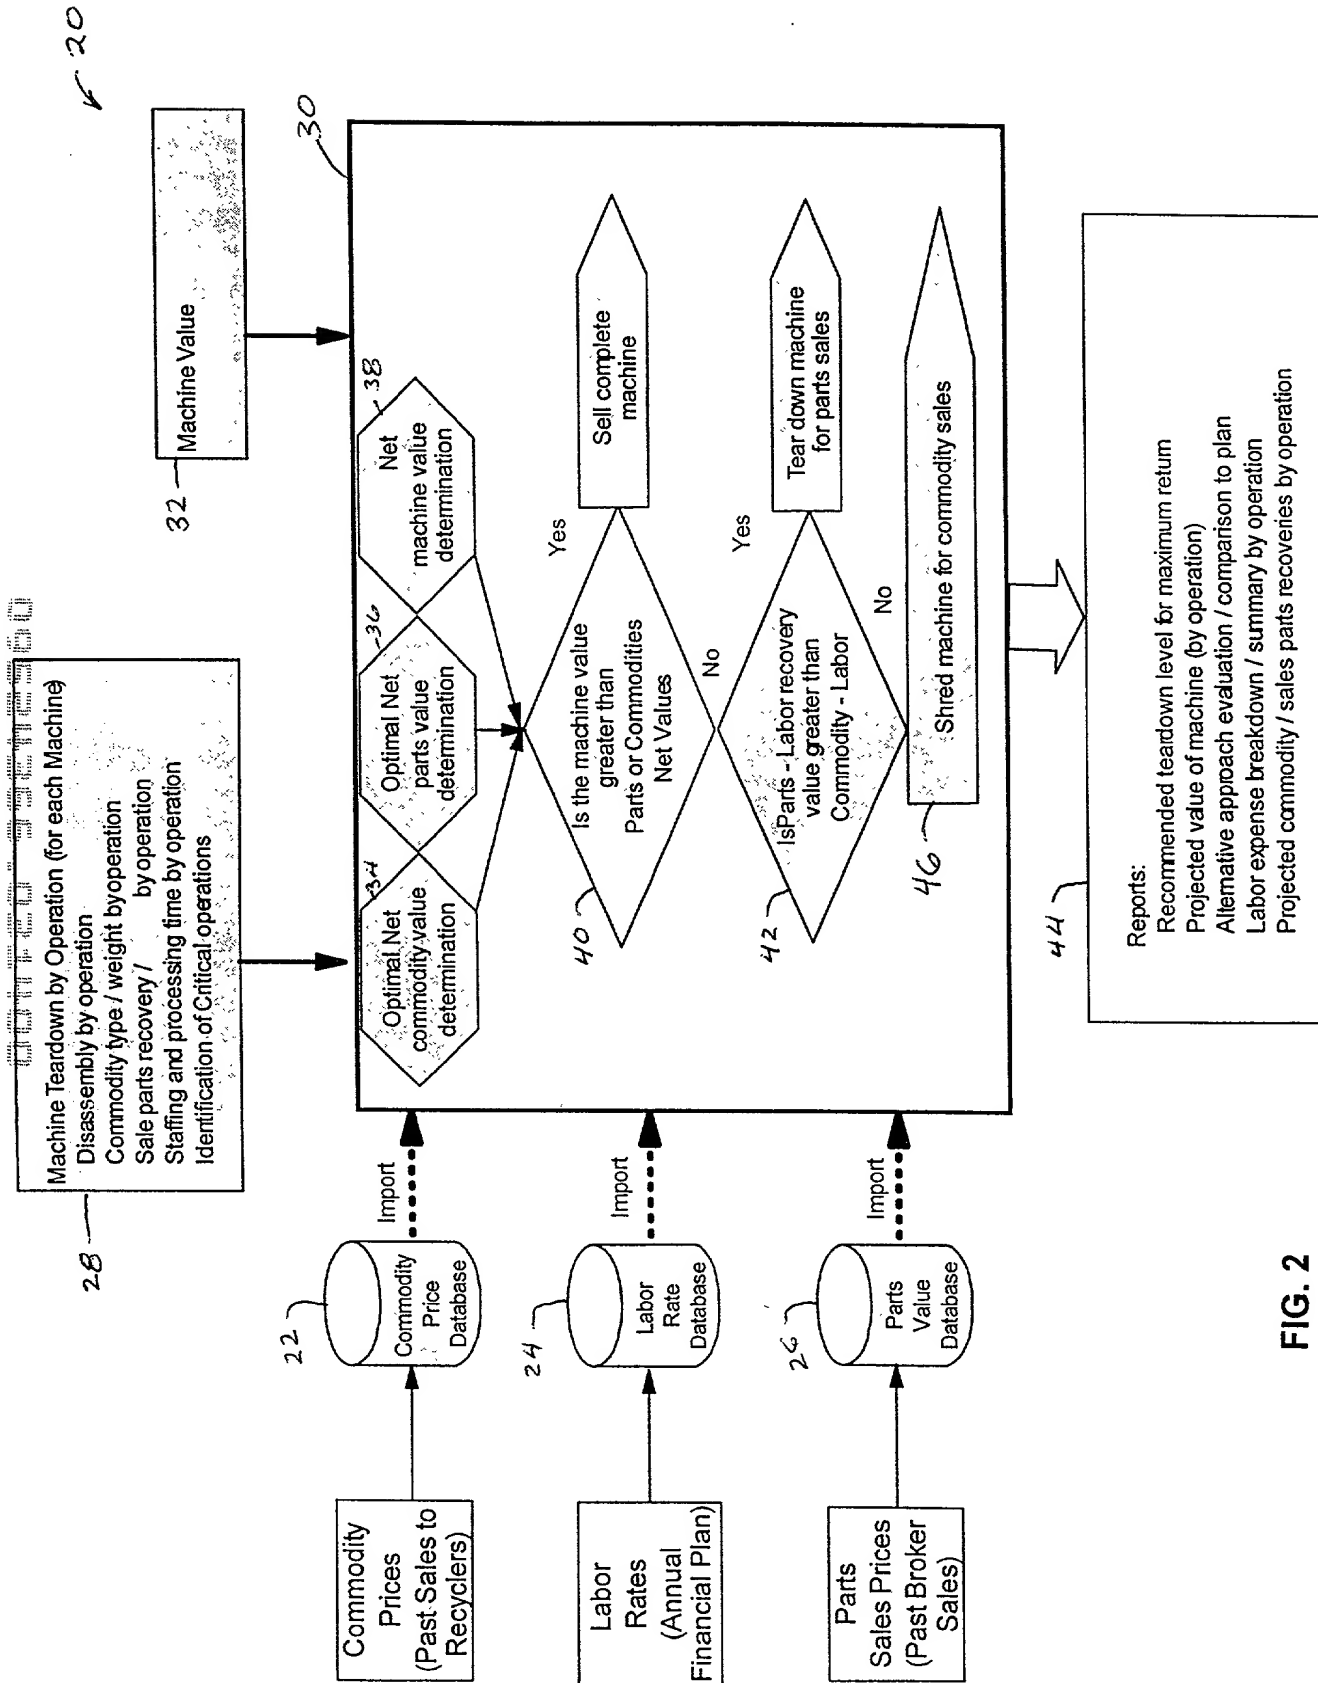 20
Machine Teardown by Operation (for each Machine)
Disassembly by operation
Commodity type / weight byoperation
Sale parts recovery / by operation
Staffing and processing time by operation
Identification of Critical operations
28
Machine Value
32
30
Commodity
Prices
(Past Sales to
Recyclers)
22
Commodity
Price
Database
Import
Labor
Rates
(Annual
Financial Plan)
24
Labor
Rate
Database
Import
Parts
Sales Prices
(Past Broker
Sales)
26
Parts
Value
Database
Import
34
Optimal Net
commodity value
determination
36
Optimal Net
parts value
determination
38
Net
machine value
determination
40
Is the machine value
greater than
Parts or Commodities
Net Values
Yes
Sell complete
machine
No
42
IsParts - Labor recovery
value greater than
Commodity - Labor
Yes
Tear down machine
for parts sales
No
46
Shred machine for commodity sales
44
Reports:
Recommended teardown level for maximum return
Projected value of machine (by operation)
Alternative approach evaluation / comparison to plan
Labor expense breakdown / summary by operation
Projected commodity / sales parts recoveries by operation
FIG. 2